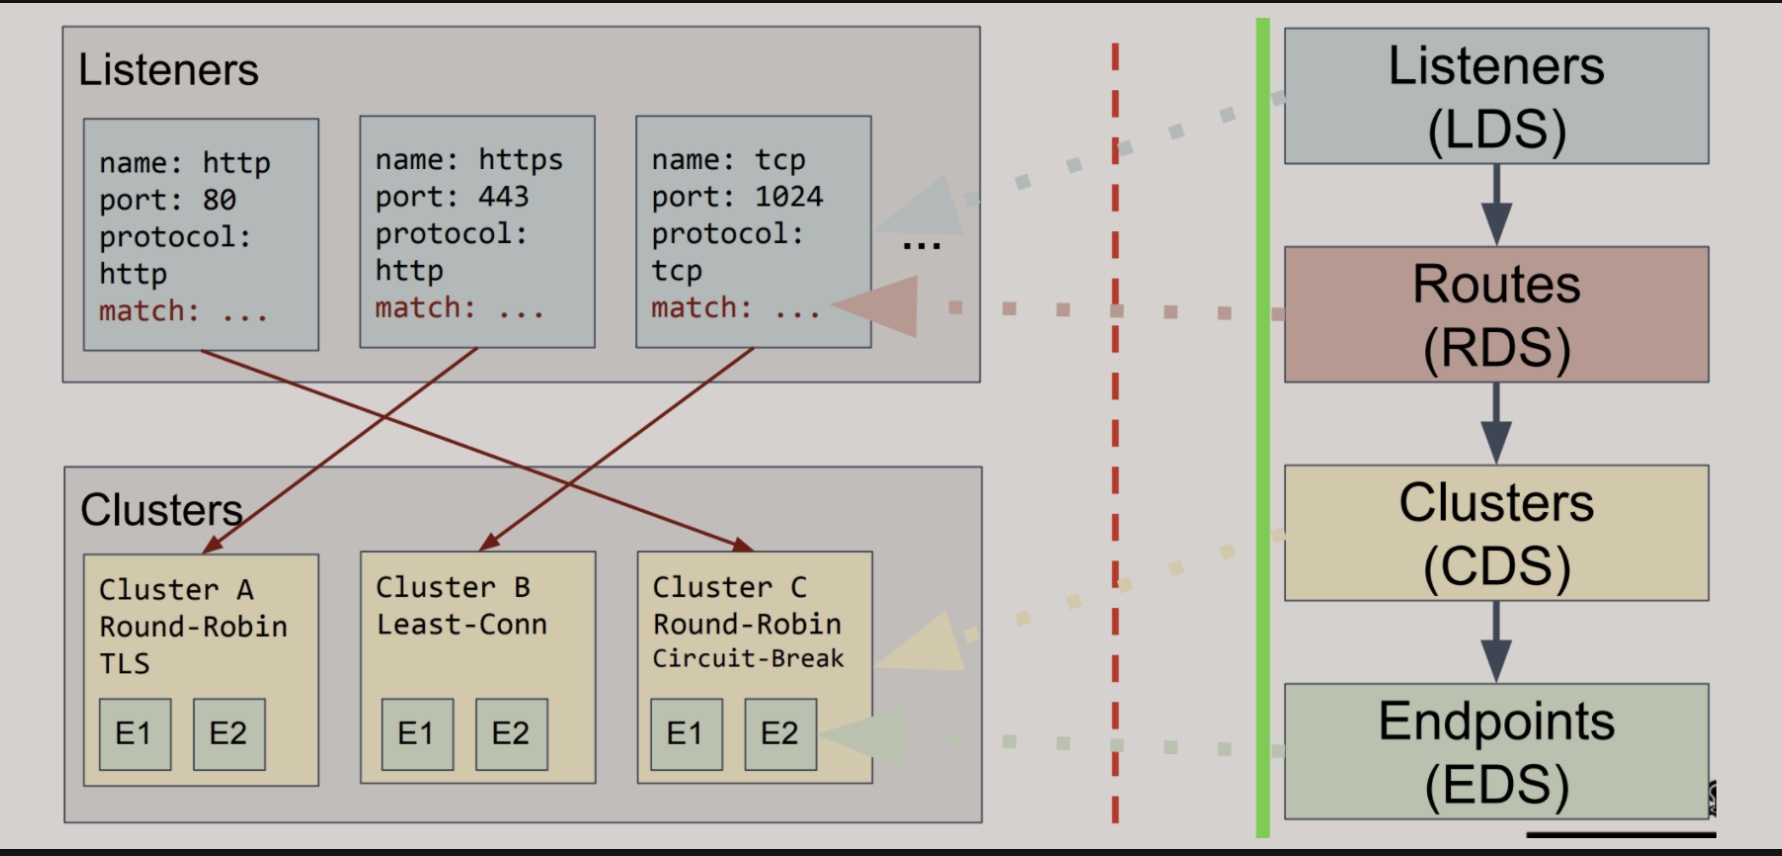 Listeners
name: http
port: 80
protocol:
http
match: ...
name: https
port: 443
protocol:
http
match: ...
name: tcp
port: 1024
protocol:
tcp
match: ...
...
Clusters
Cluster A
Round-Robin
TLS
E1 E2
Cluster B
Least-Conn
E1 E2
Cluster C
Round-Robin
Circuit-Break
E1 E2
Listeners
(LDS)
Routes
(RDS)
Clusters
(CDS)
Endpoints
(EDS)